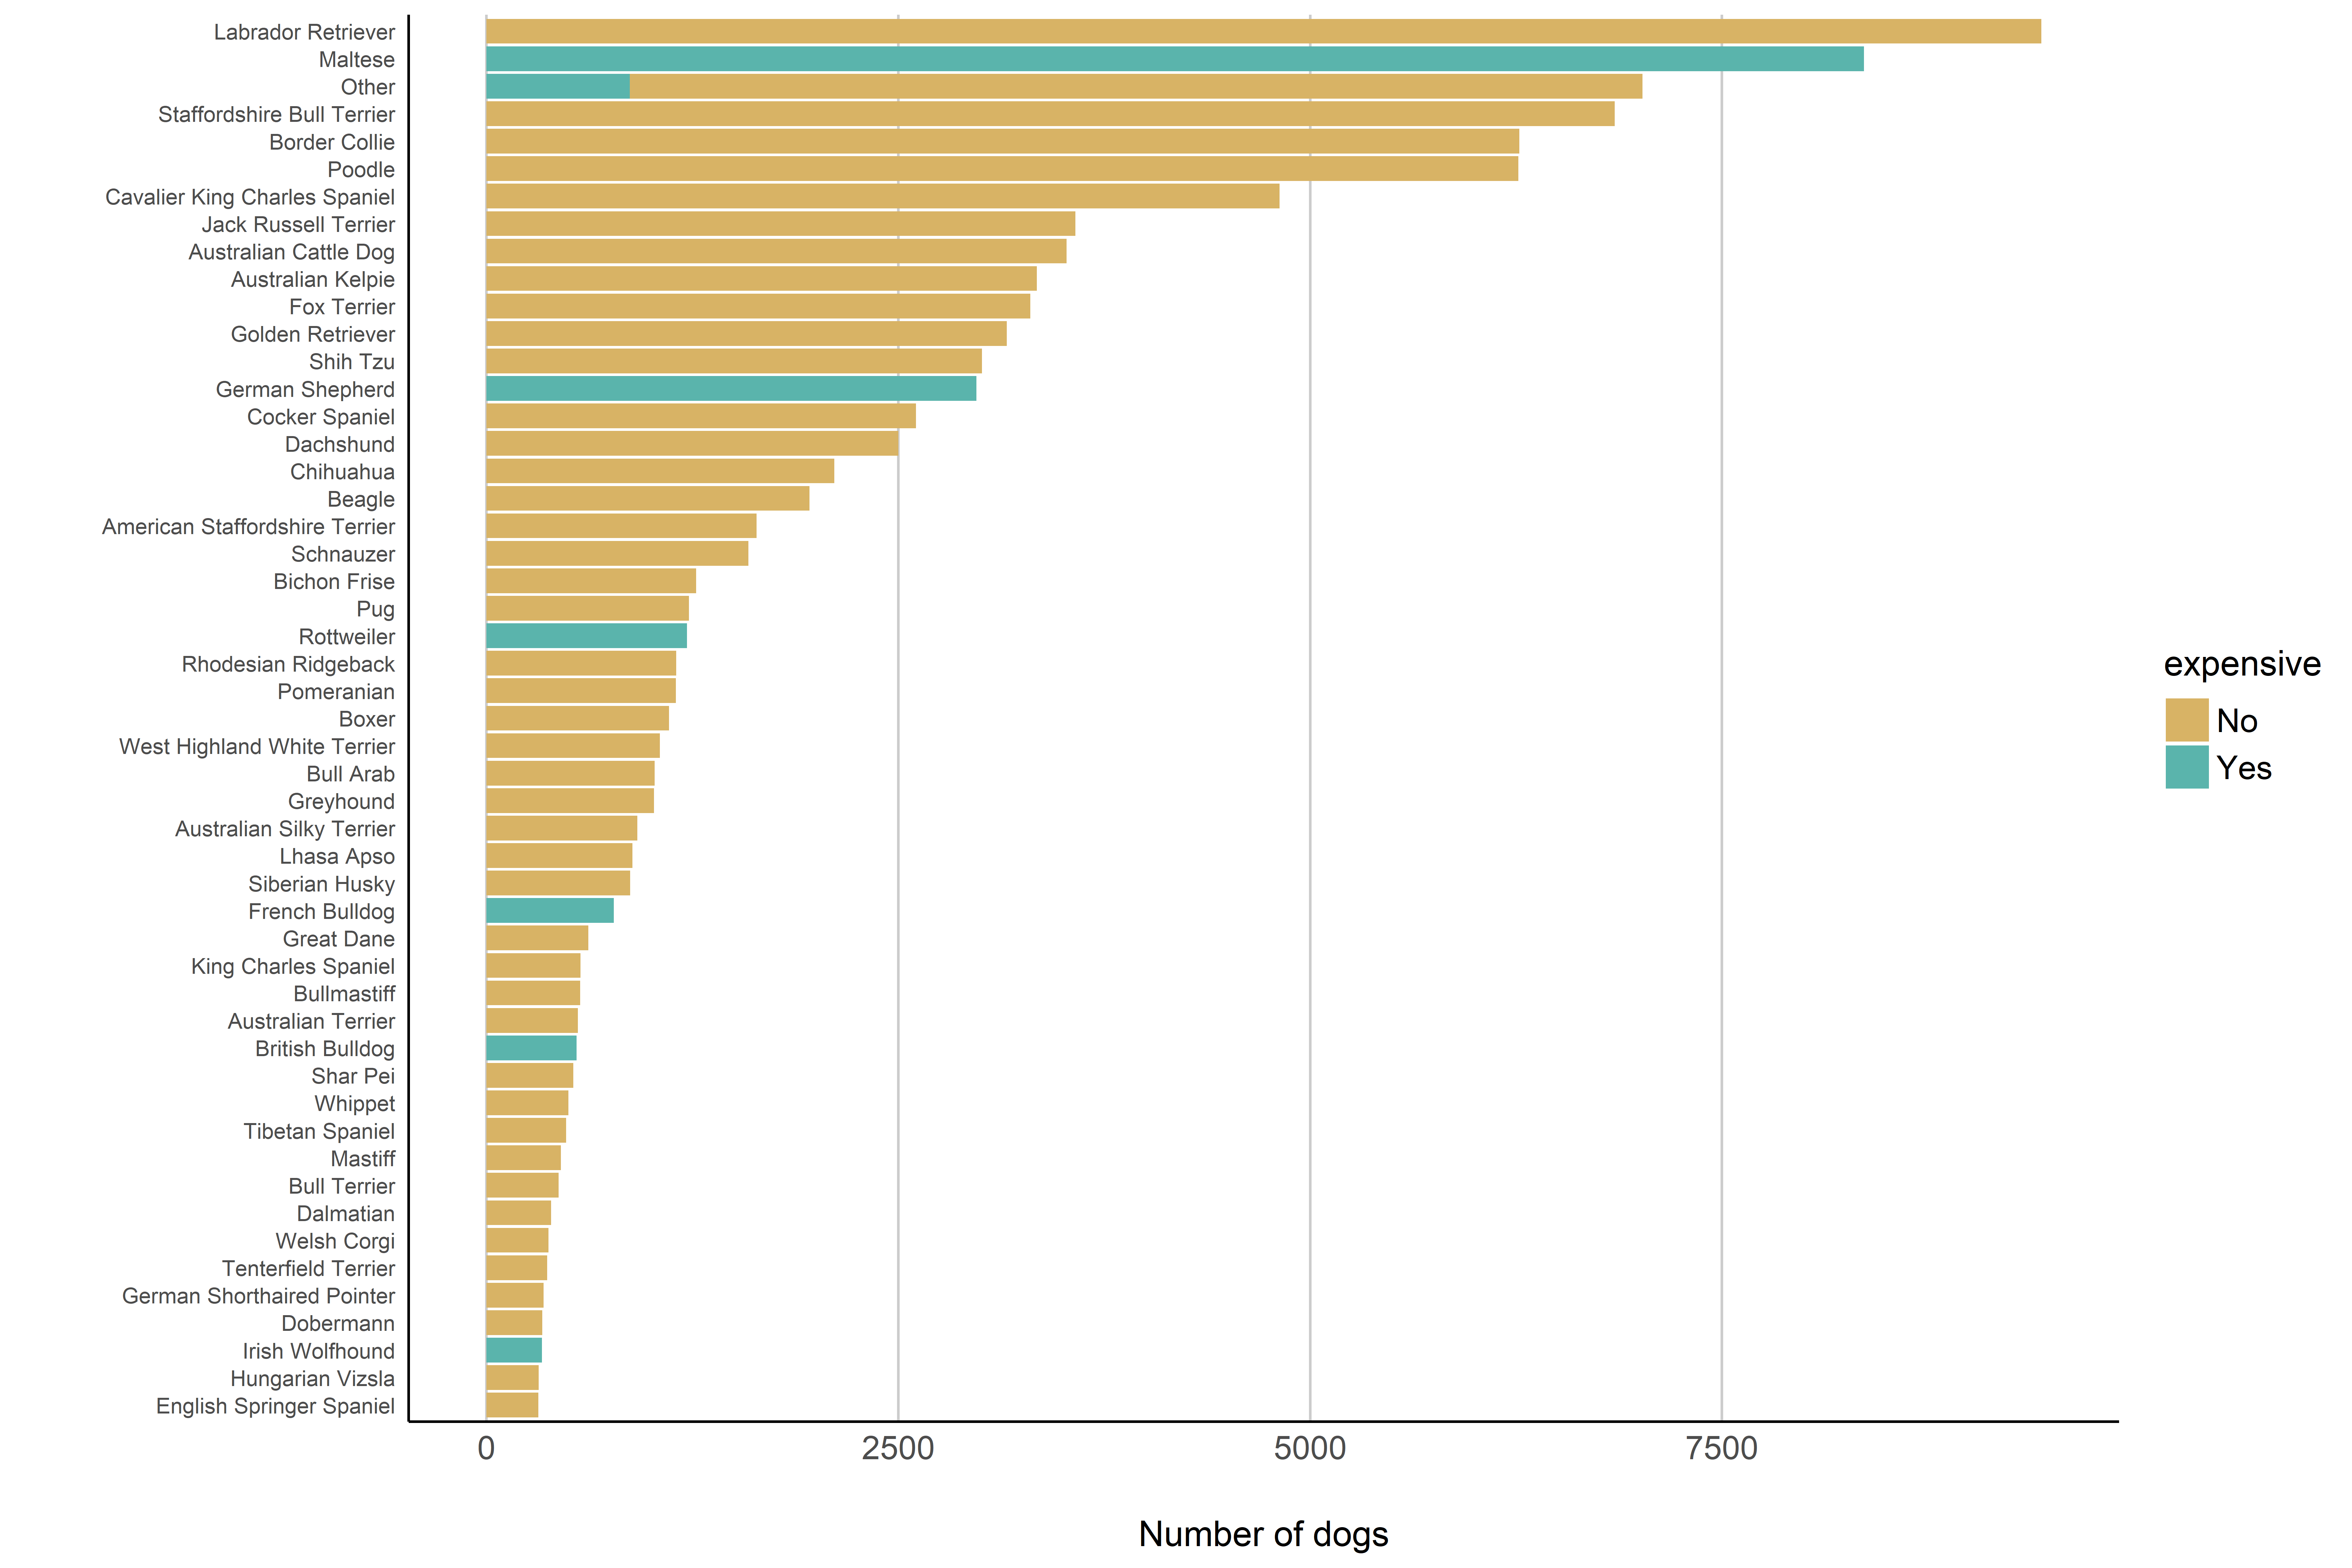 Labrador Retriever
Maltese
Other
Staffordshire Bull Terrier
Border Collie
Poodle
Cavalier King Charles Spaniel
Jack Russell Terrier
Australian Cattle Dog
Australian Kelpie
Fox Terrier
Golden Retriever
Shih Tzu
German Shepherd
Cocker Spaniel
Dachshund
Chihuahua
Beagle
American Staffordshire Terrier
Schnauzer
Bichon Frise
Pug
Rottweiler
Rhodesian Ridgeback
Pomeranian
Boxer
West Highland White Terrier
Bull Arab
Greyhound
Australian Silky Terrier
Lhasa Apso
Siberian Husky
French Bulldog
Great Dane
King Charles Spaniel
Bullmastiff
Australian Terrier
British Bulldog
Shar Pei
Whippet
Tibetan Spaniel
Mastiff
Bull Terrier
Dalmatian
Welsh Corgi
Tenterfield Terrier
German Shorthaired Pointer
Dobermann
Irish Wolfhound
Hungarian Vizsla
English Springer Spaniel
0 2500 5000 7500
Number of dogs
expensive
No
Yes